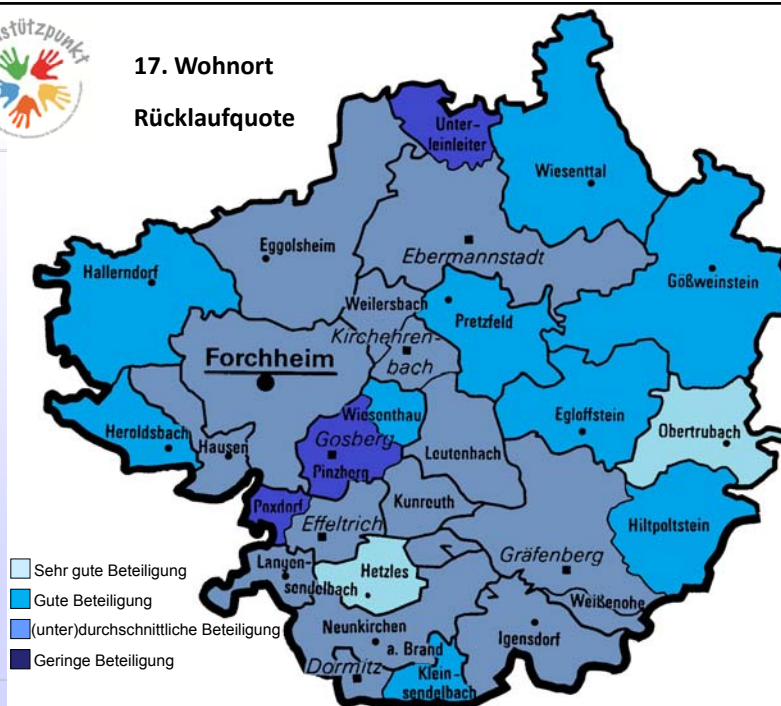 stützpunkt
17. Wohnort
Rücklaufquote
Unter-
leinleiter
Wiesenttal
Eggolsheim
Ebermannstadt
Hallerndorf
Gößweinstein
Weilersbach
Pretzfeld
Kirchehren-
bach
Forchheim
Wiesenthau
Egloffstein
Heroldsbach
Hausen
Gosberg
Pinzberg
Leutenbach
Obertrubach
Kunreuth
Poxdorf
Effeltrich
Hiltpoltstein
Gräfenberg
Langen-
sendelbach
Hetzles
Weißenohe
Neunkirchen
a. Brand
Igensdorf
Dormitz
Klein-
sendelbach
Sehr gute Beteiligung
Gute Beteiligung
(unter)durchschnittliche Beteiligung
Geringe Beteiligung